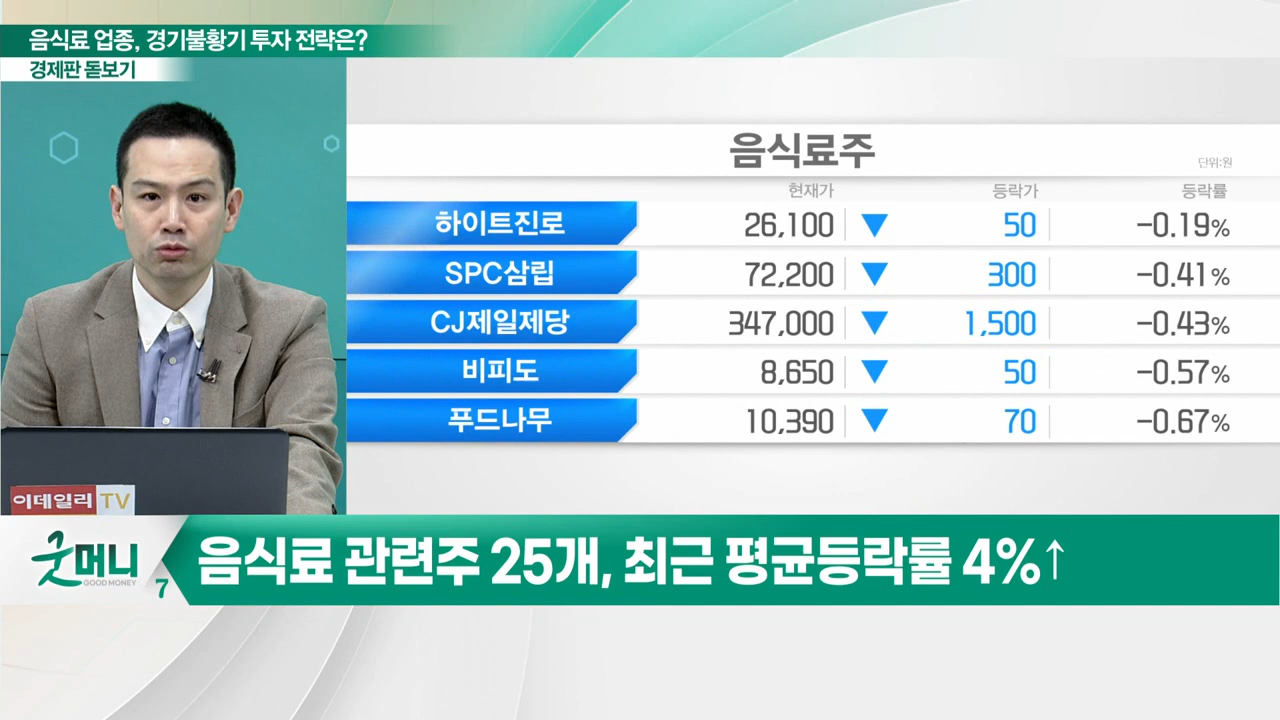 음식료 업종, 경기불황기 투자 전략은?
경제판 돋보기
음식료주
단위:원
현재가 등락가 등락률
하이트진로 26,100 ▼ 50 -0.19%
SPC삼립 72,200 ▼ 300 -0.41%
CJ제일제당 347,000 ▼ 1,500 -0.43%
비피도 8,650 ▼ 50 -0.57%
푸드나무 10,390 ▼ 70 -0.67%
이데일리TV
굿머니 GOOD MONEY 7
음식료 관련주 25개, 최근 평균등락률 4%↑